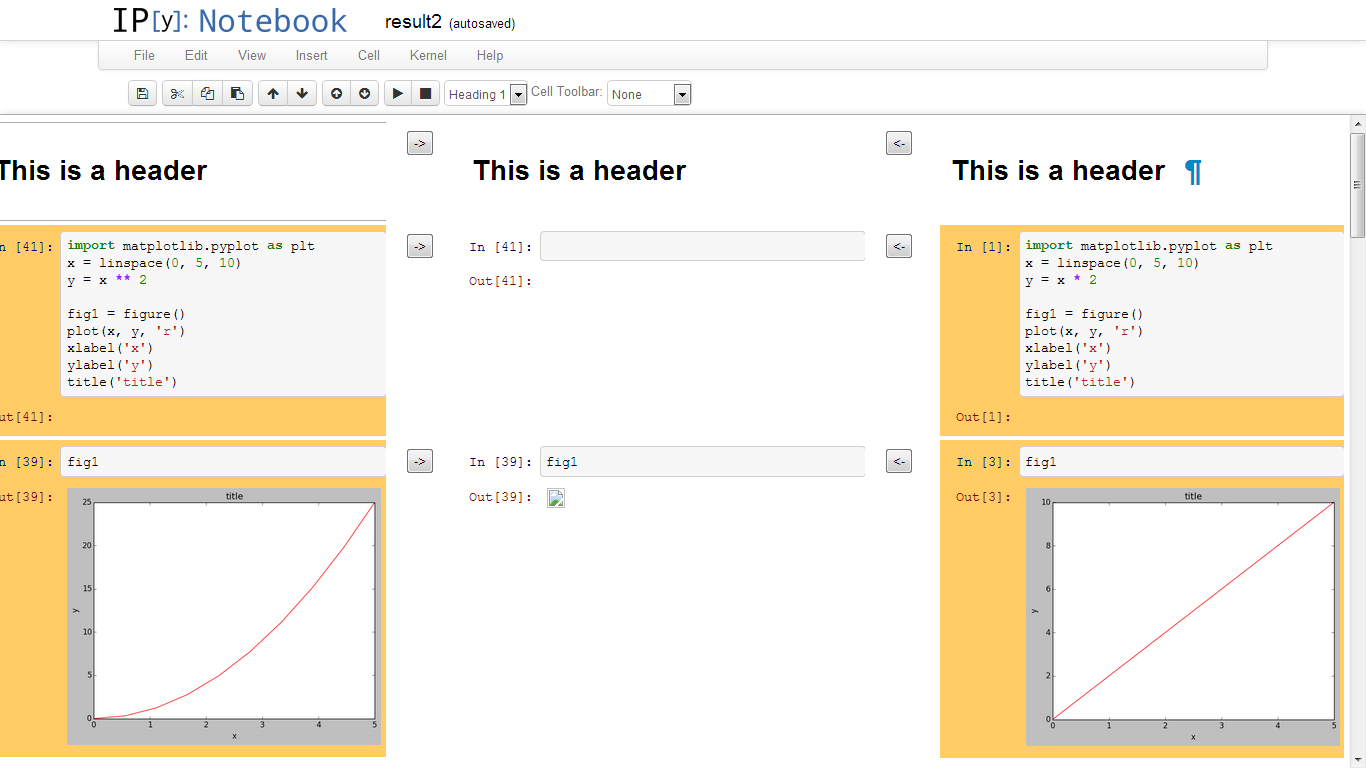 IP[y]: Notebook result2 (autosaved)
File Edit View Insert Cell Kernel Help
Heading 1 Cell Toolbar: None
This is a header
n [41]:
import matplotlib.pyplot as plt
x = linspace(0, 5, 10)
y = x ** 2
fig1 = figure()
plot(x, y, 'r')
xlabel('x')
ylabel('y')
title('title')
ut[41]:
n [39]: fig1
ut[39]:
title
25
20
15
10
5
0
y
0 1 2 3 4 5
x
->
->
->
This is a header
In [41]:
Out[41]:
In [39]: fig1
Out[39]:
<-
<-
<-
This is a header ¶
In [1]:
import matplotlib.pyplot as plt
x = linspace(0, 5, 10)
y = x * 2
fig1 = figure()
plot(x, y, 'r')
xlabel('x')
ylabel('y')
title('title')
Out[1]:
In [3]: fig1
Out[3]:
title
10
8
6
4
2
0
y
0 1 2 3 4 5
x